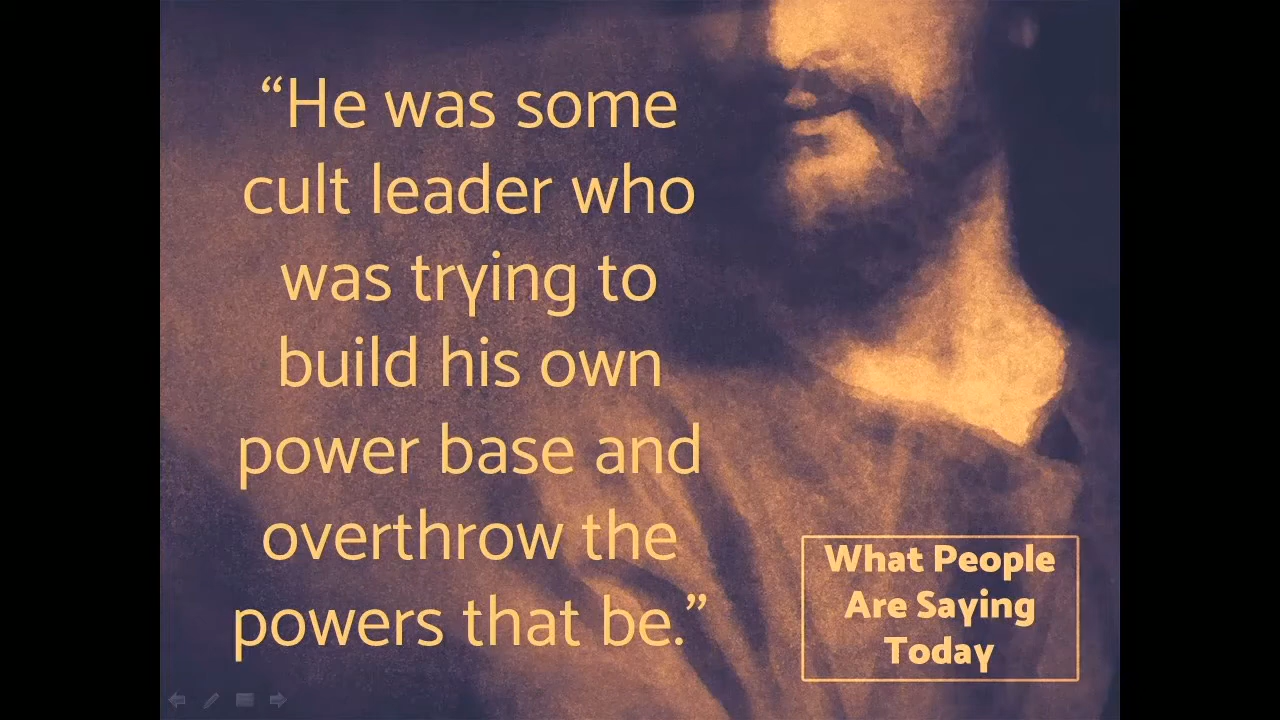 “He was some
cult leader who
was trying to
build his own
power base and
overthrow the
powers that be.”
What People
Are Saying
Today